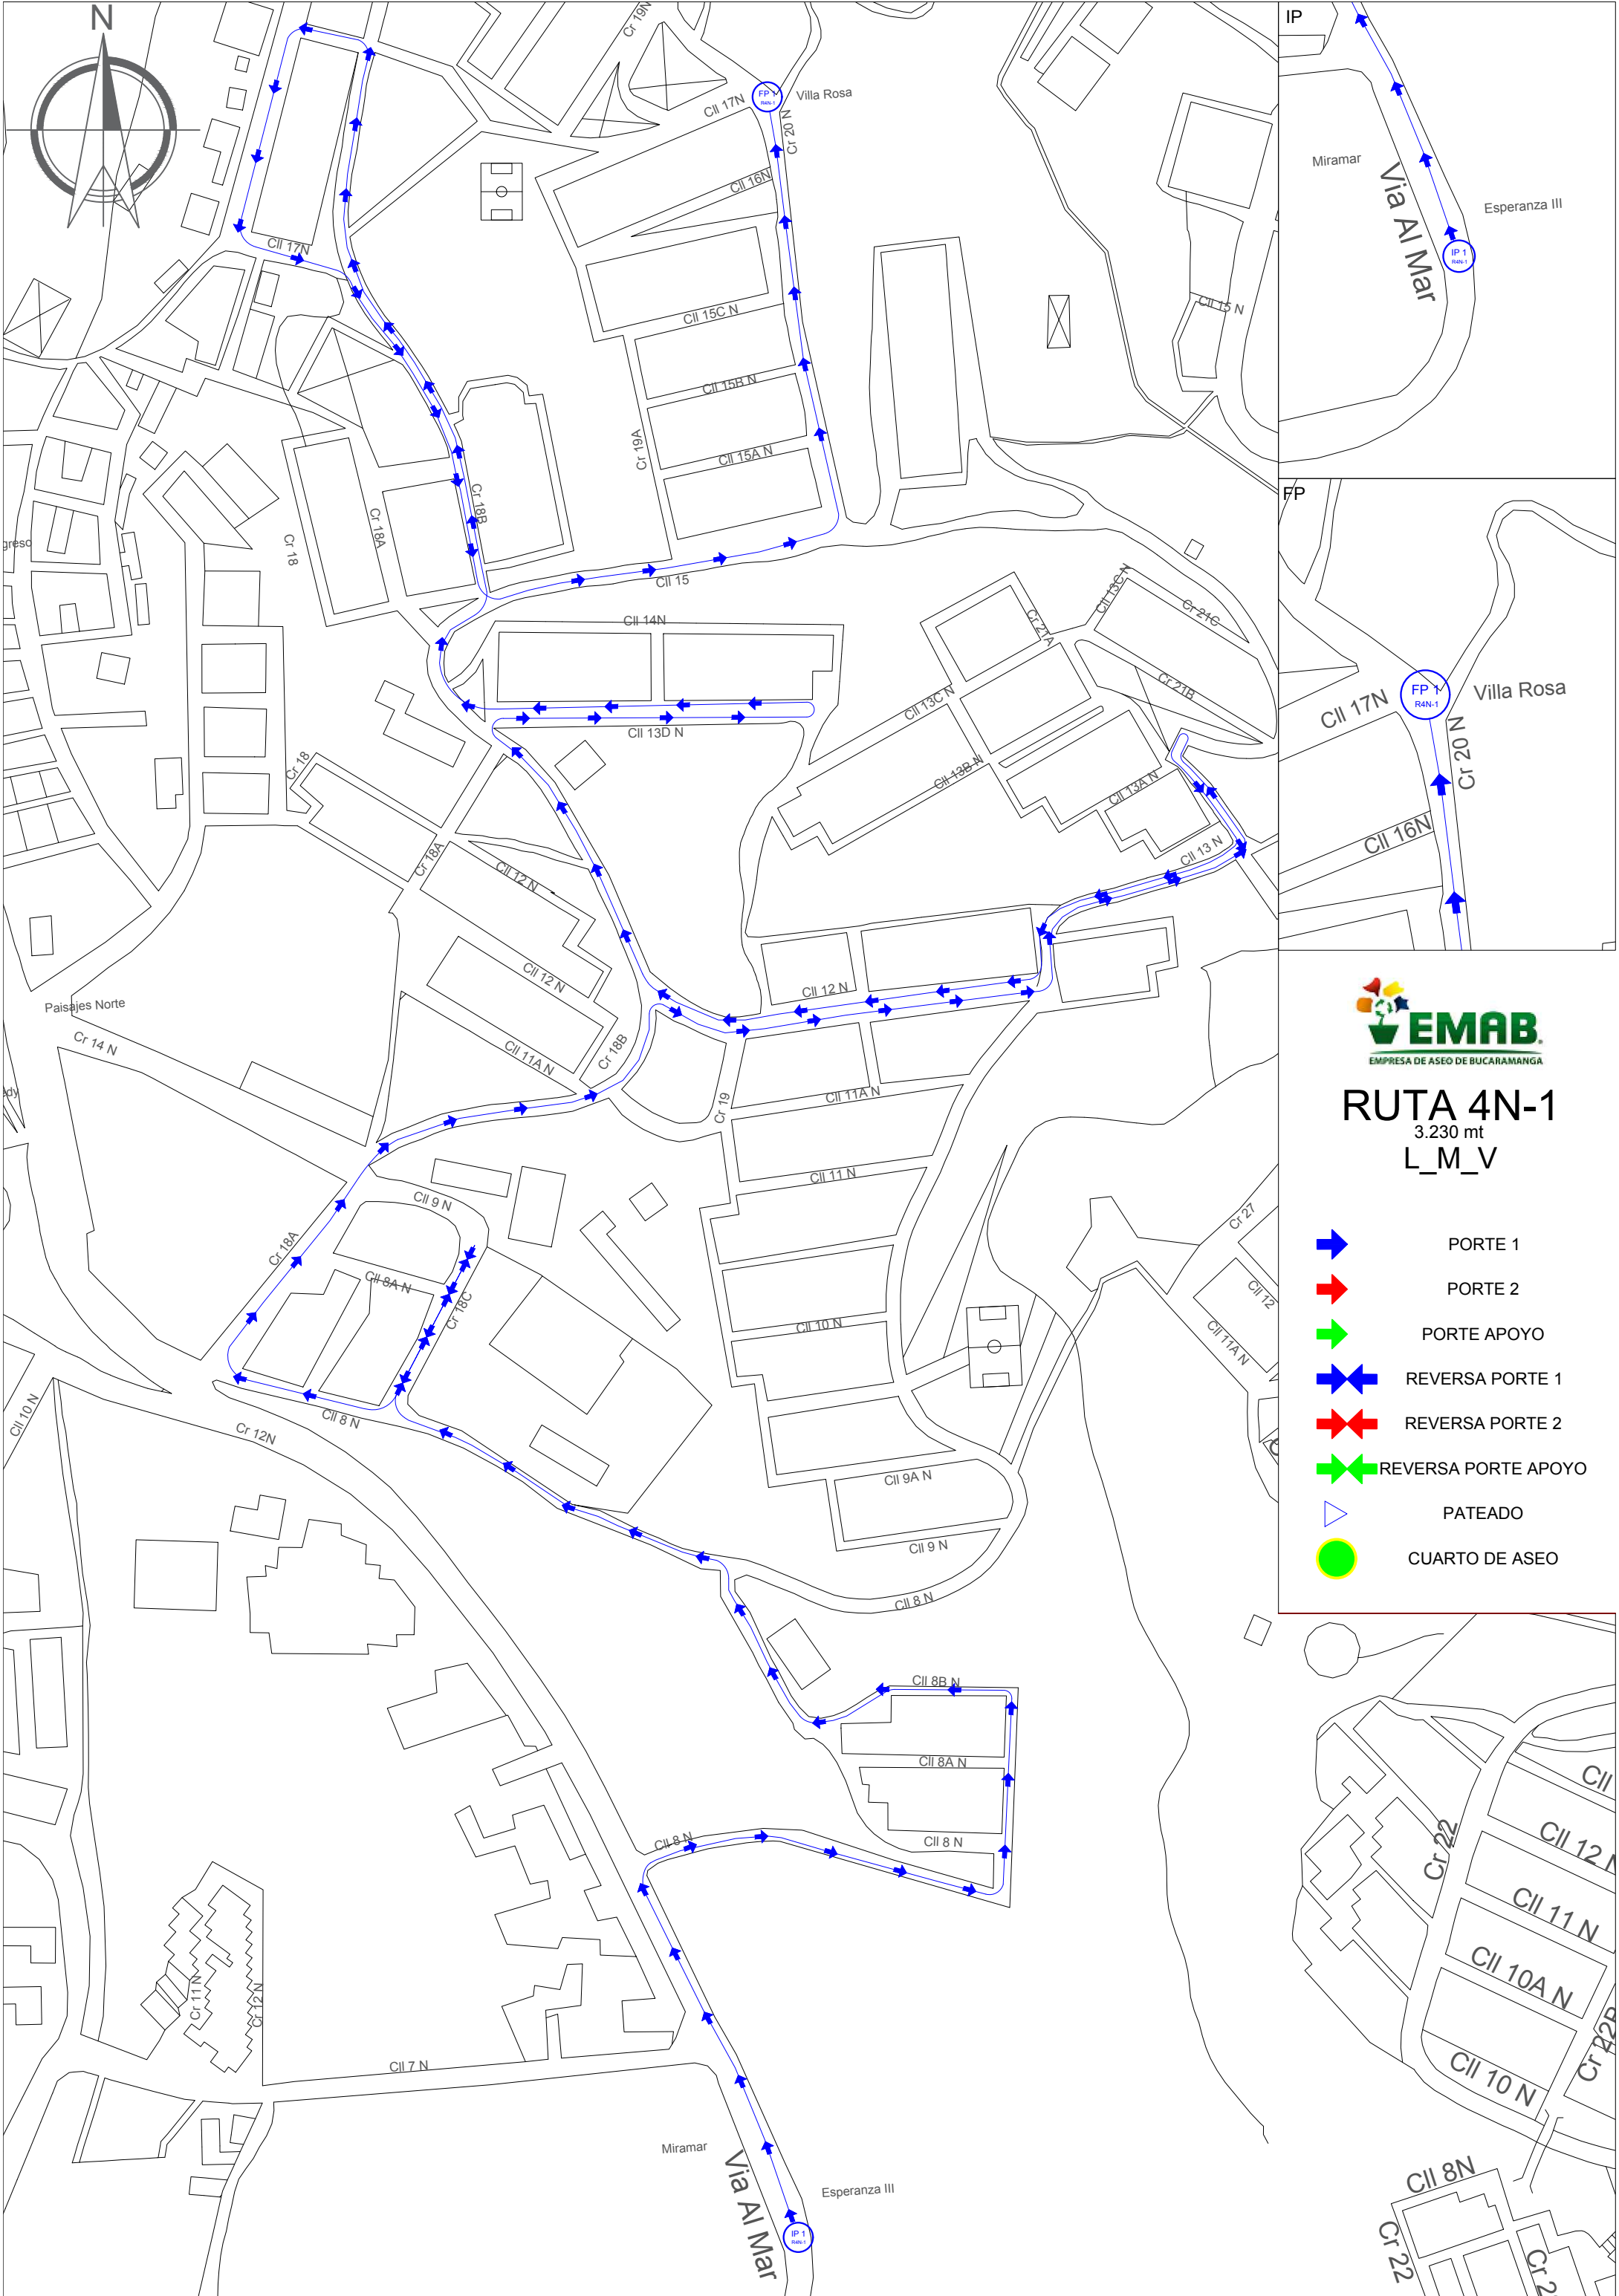 N
Cr 19N
Cll 17N
FP 1
R4N-1
Villa Rosa
Cr 20 N
Cll 16N
Cll 17N
Cll 15C N
Cll 15 N
Cll 15B N
Cll 15A N
Cr 19A
Cr 18B
Cr 18A
Cr 18
Cll 15
Cll 14N
Cll 13C N
Cr 21C
Cr 21A
Cr 21B
Cll 13C N
Cll 13D N
Cll 13B N
Cll 13A N
Cll 13 N
Cr 18
Cr 18A
Cll 12 N
Cll 12 N
Cll 12 N
Paisajes Norte
Cr 14 N
Cll 11A N
Cr 18B
Cr 19
Cll 11A N
Cll 11 N
Cll 9 N
Cr 18A
Cll 8A N
Cr 18C
Cr 27
Cll 12
Cll 11A N
Cll 10 N
Cll 10 N
Cll 8 N
Cr 12N
Cll 9A N
Cll 9 N
Cll 8 N
Cll 8B N
Cll 8A N
Cll 8 N
Cll 8 N
Cr 11 N
Cr 12 N
Cll 7 N
Miramar
Via Al Mar
Esperanza III
IP 1
R4N-1
Cr 22
Cll
Cll 12 N
Cll 11 N
Cll 10A N
Cll 10 N
Cr 22B
Cll 8N
Cr 22
Cr 2
IP
Miramar
Via Al Mar
Esperanza III
IP 1
R4N-1
FP
Cll 17N
FP 1
R4N-1
Villa Rosa
Cr 20 N
Cll 16N
EMAB.
EMPRESA DE ASEO DE BUCARAMANGA
RUTA 4N-1
3.230 mt
L_M_V
PORTE 1
PORTE 2
PORTE APOYO
REVERSA PORTE 1
REVERSA PORTE 2
REVERSA PORTE APOYO
PATEADO
CUARTO DE ASEO